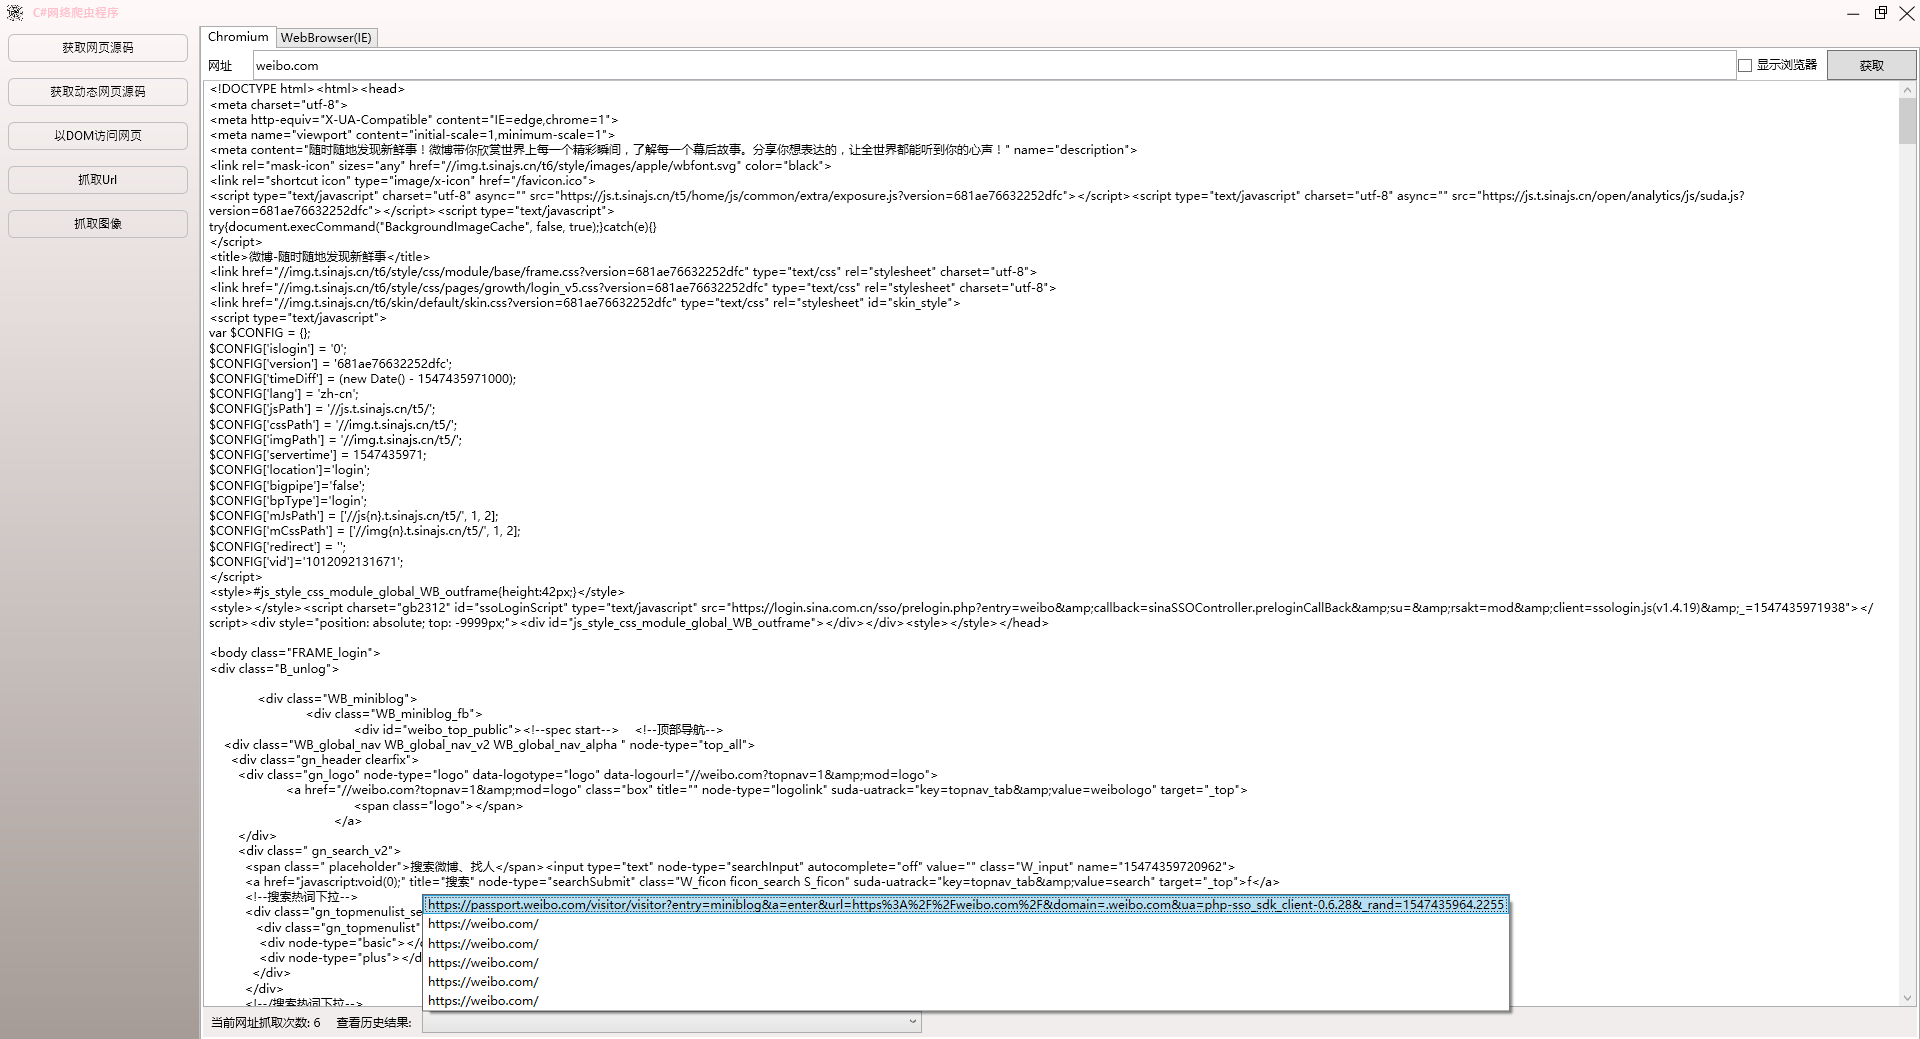 C#网络爬虫程序
获取网页源码
获取动态网页源码
以DOM访问网页
抓取Url
抓取图像
Chromium
WebBrowser(IE)
网址
weibo.com
显示浏览器
获取
<!DOCTYPE html><html><head>
<meta charset="utf-8">
<meta http-equiv="X-UA-Compatible" content="IE=edge,chrome=1">
<meta name="viewport" content="initial-scale=1,minimum-scale=1">
<meta content="随时随地发现新鲜事！微博带你欣赏世界上每一个精彩瞬间，了解每一个幕后故事。分享你想表达的，让全世界都能听到你的心声！" name="description">
<link rel="mask-icon" sizes="any" href="//img.t.sinajs.cn/t6/style/images/apple/wbfont.svg" color="black">
<link rel="shortcut icon" type="image/x-icon" href="/favicon.ico">
<script type="text/javascript" charset="utf-8" async="" src="https://js.t.sinajs.cn/t5/home/js/common/extra/exposure.js?version=681ae76632252dfc"></script><script type="text/javascript" charset="utf-8" async="" src="https://js.t.sinajs.cn/open/analytics/js/suda.js?
version=681ae76632252dfc"></script><script type="text/javascript">
try{document.execCommand("BackgroundImageCache", false, true);}catch(e){}
</script>
<title>微博-随时随地发现新鲜事</title>
<link href="//img.t.sinajs.cn/t6/style/css/module/base/frame.css?version=681ae76632252dfc" type="text/css" rel="stylesheet" charset="utf-8">
<link href="//img.t.sinajs.cn/t6/style/css/pages/growth/login_v5.css?version=681ae76632252dfc" type="text/css" rel="stylesheet" charset="utf-8">
<link href="//img.t.sinajs.cn/t6/skin/default/skin.css?version=681ae76632252dfc" type="text/css" rel="stylesheet" id="skin_style">
<script type="text/javascript">
var $CONFIG = {};
$CONFIG['islogin'] = '0';
$CONFIG['version'] = '681ae76632252dfc';
$CONFIG['timeDiff'] = (new Date() - 1547435971000);
$CONFIG['lang'] = 'zh-cn';
$CONFIG['jsPath'] = '//js.t.sinajs.cn/t5/';
$CONFIG['cssPath'] = '//img.t.sinajs.cn/t5/';
$CONFIG['imgPath'] = '//img.t.sinajs.cn/t5/';
$CONFIG['servertime'] = 1547435971;
$CONFIG['location']='login';
$CONFIG['bigpipe']='false';
$CONFIG['bpType']='login';
$CONFIG['mJsPath'] = ['//js{n}.t.sinajs.cn/t5/', 1, 2];
$CONFIG['mCssPath'] = ['//img{n}.t.sinajs.cn/t5/', 1, 2];
$CONFIG['redirect'] = '';
$CONFIG['vid']='1012092131671';
</script>
<style>#js_style_css_module_global_WB_outframe{height:42px;}</style>
<style></style><script charset="gb2312" id="ssoLoginScript" type="text/javascript" src="https://login.sina.com.cn/sso/prelogin.php?entry=weibo&amp;callback=sinaSSOController.preloginCallBack&amp;su=&amp;rsakt=mod&amp;client=ssologin.js(v1.4.19)&amp;_=1547435971938"></
script><div style="position: absolute; top: -9999px;"><div id="js_style_css_module_global_WB_outframe"></div></div><style></style></head>
<body class="FRAME_login">
<div class="B_unlog">
<div class="WB_miniblog">
<div class="WB_miniblog_fb">
<div id="weibo_top_public"><!--spec start--> <!--顶部导航-->
<div class="WB_global_nav WB_global_nav_v2 WB_global_nav_alpha " node-type="top_all">
<div class="gn_header clearfix">
<div class="gn_logo" node-type="logo" data-logotype="logo" data-logourl="//weibo.com?topnav=1&amp;mod=logo">
<a href="//weibo.com?topnav=1&amp;mod=logo" class="box" title="" node-type="logolink" suda-uatrack="key=topnav_tab&amp;value=weibologo" target="_top">
<span class="logo"></span>
</a>
</div>
<div class=" gn_search_v2">
<span class=" placeholder">搜索微博、找人</span><input type="text" node-type="searchInput" autocomplete="off" value="" class="W_input" name="15474359720962">
<a href="javascript:void(0);" title="搜索" node-type="searchSubmit" class="W_ficon ficon_search S_ficon" suda-uatrack="key=topnav_tab&amp;value=search" target="_top">f</a>
<!--搜索热词下拉-->
<div class="gn_topmenulist_se
<div class="gn_topmenulist"
<div node-type="basic"></
<div node-type="plus"></d
</div>
</div>
<!--/搜索热词下拉-->
https://passport.weibo.com/visitor/visitor?entry=miniblog&a=enter&url=https%3A%2F%2Fweibo.com%2F&domain=.weibo.com&ua=php-sso_sdk_client-0.6.28&_rand=1547435964.2255
https://weibo.com/
https://weibo.com/
https://weibo.com/
https://weibo.com/
https://weibo.com/
当前网址抓取次数: 6 查看历史结果: